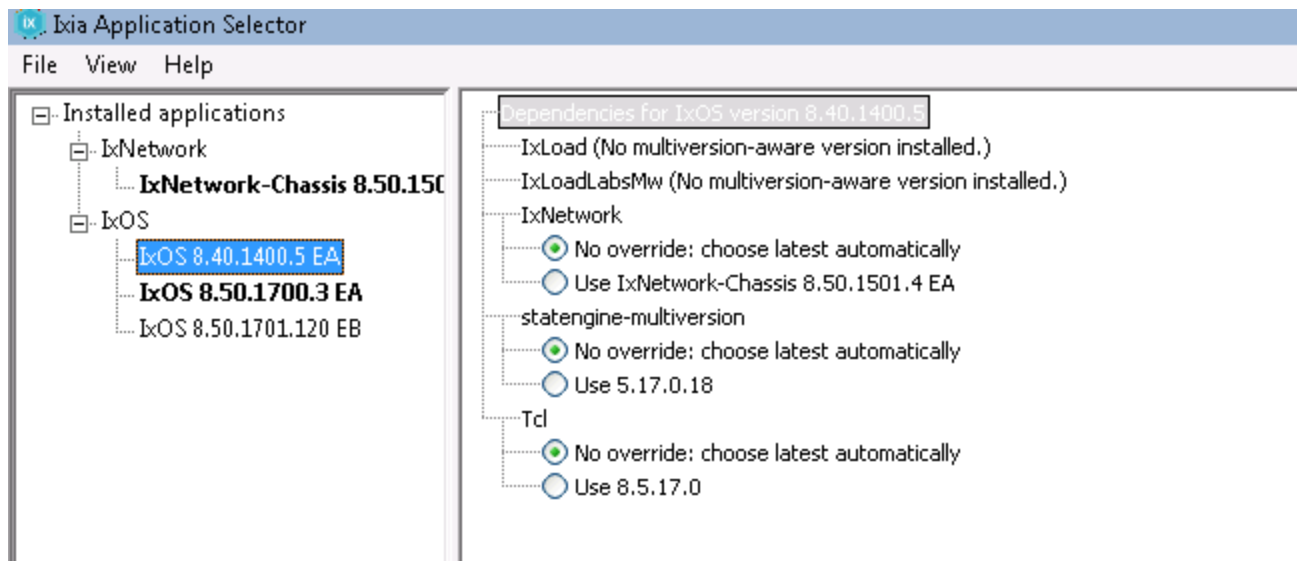 Ixia Application Selector
File View Help
Installed applications
IxNetwork
IxNetwork-Chassis 8.50.150
IxOS
IxOS 8.40.1400.5 EA
IxOS 8.50.1700.3 EA
IxOS 8.50.1701.120 EB
Dependencies for IxOS version 8.40.1400.5
IxLoad (No multiversion-aware version installed.)
IxLoadLabsMw (No multiversion-aware version installed.)
IxNetwork
No override: choose latest automatically
Use IxNetwork-Chassis 8.50.1501.4 EA
statengine-multiversion
No override: choose latest automatically
Use 5.17.0.18
Tcl
No override: choose latest automatically
Use 8.5.17.0